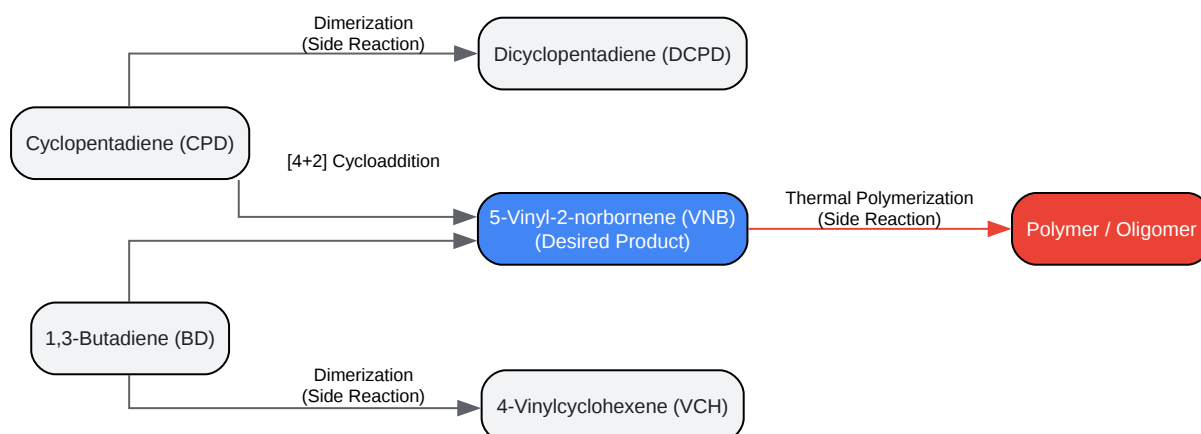 Dimerization
(Side Reaction)
Dicyclopentadiene (DCPD)
Cyclopentadiene (CPD)
[4+2] Cycloaddition
5-Vinyl-2-norbornene (VNB)
(Desired Product)
Thermal Polymerization
(Side Reaction)
Polymer / Oligomer
1,3-Butadiene (BD)
Dimerization
(Side Reaction)
4-Vinylcyclohexene (VCH)